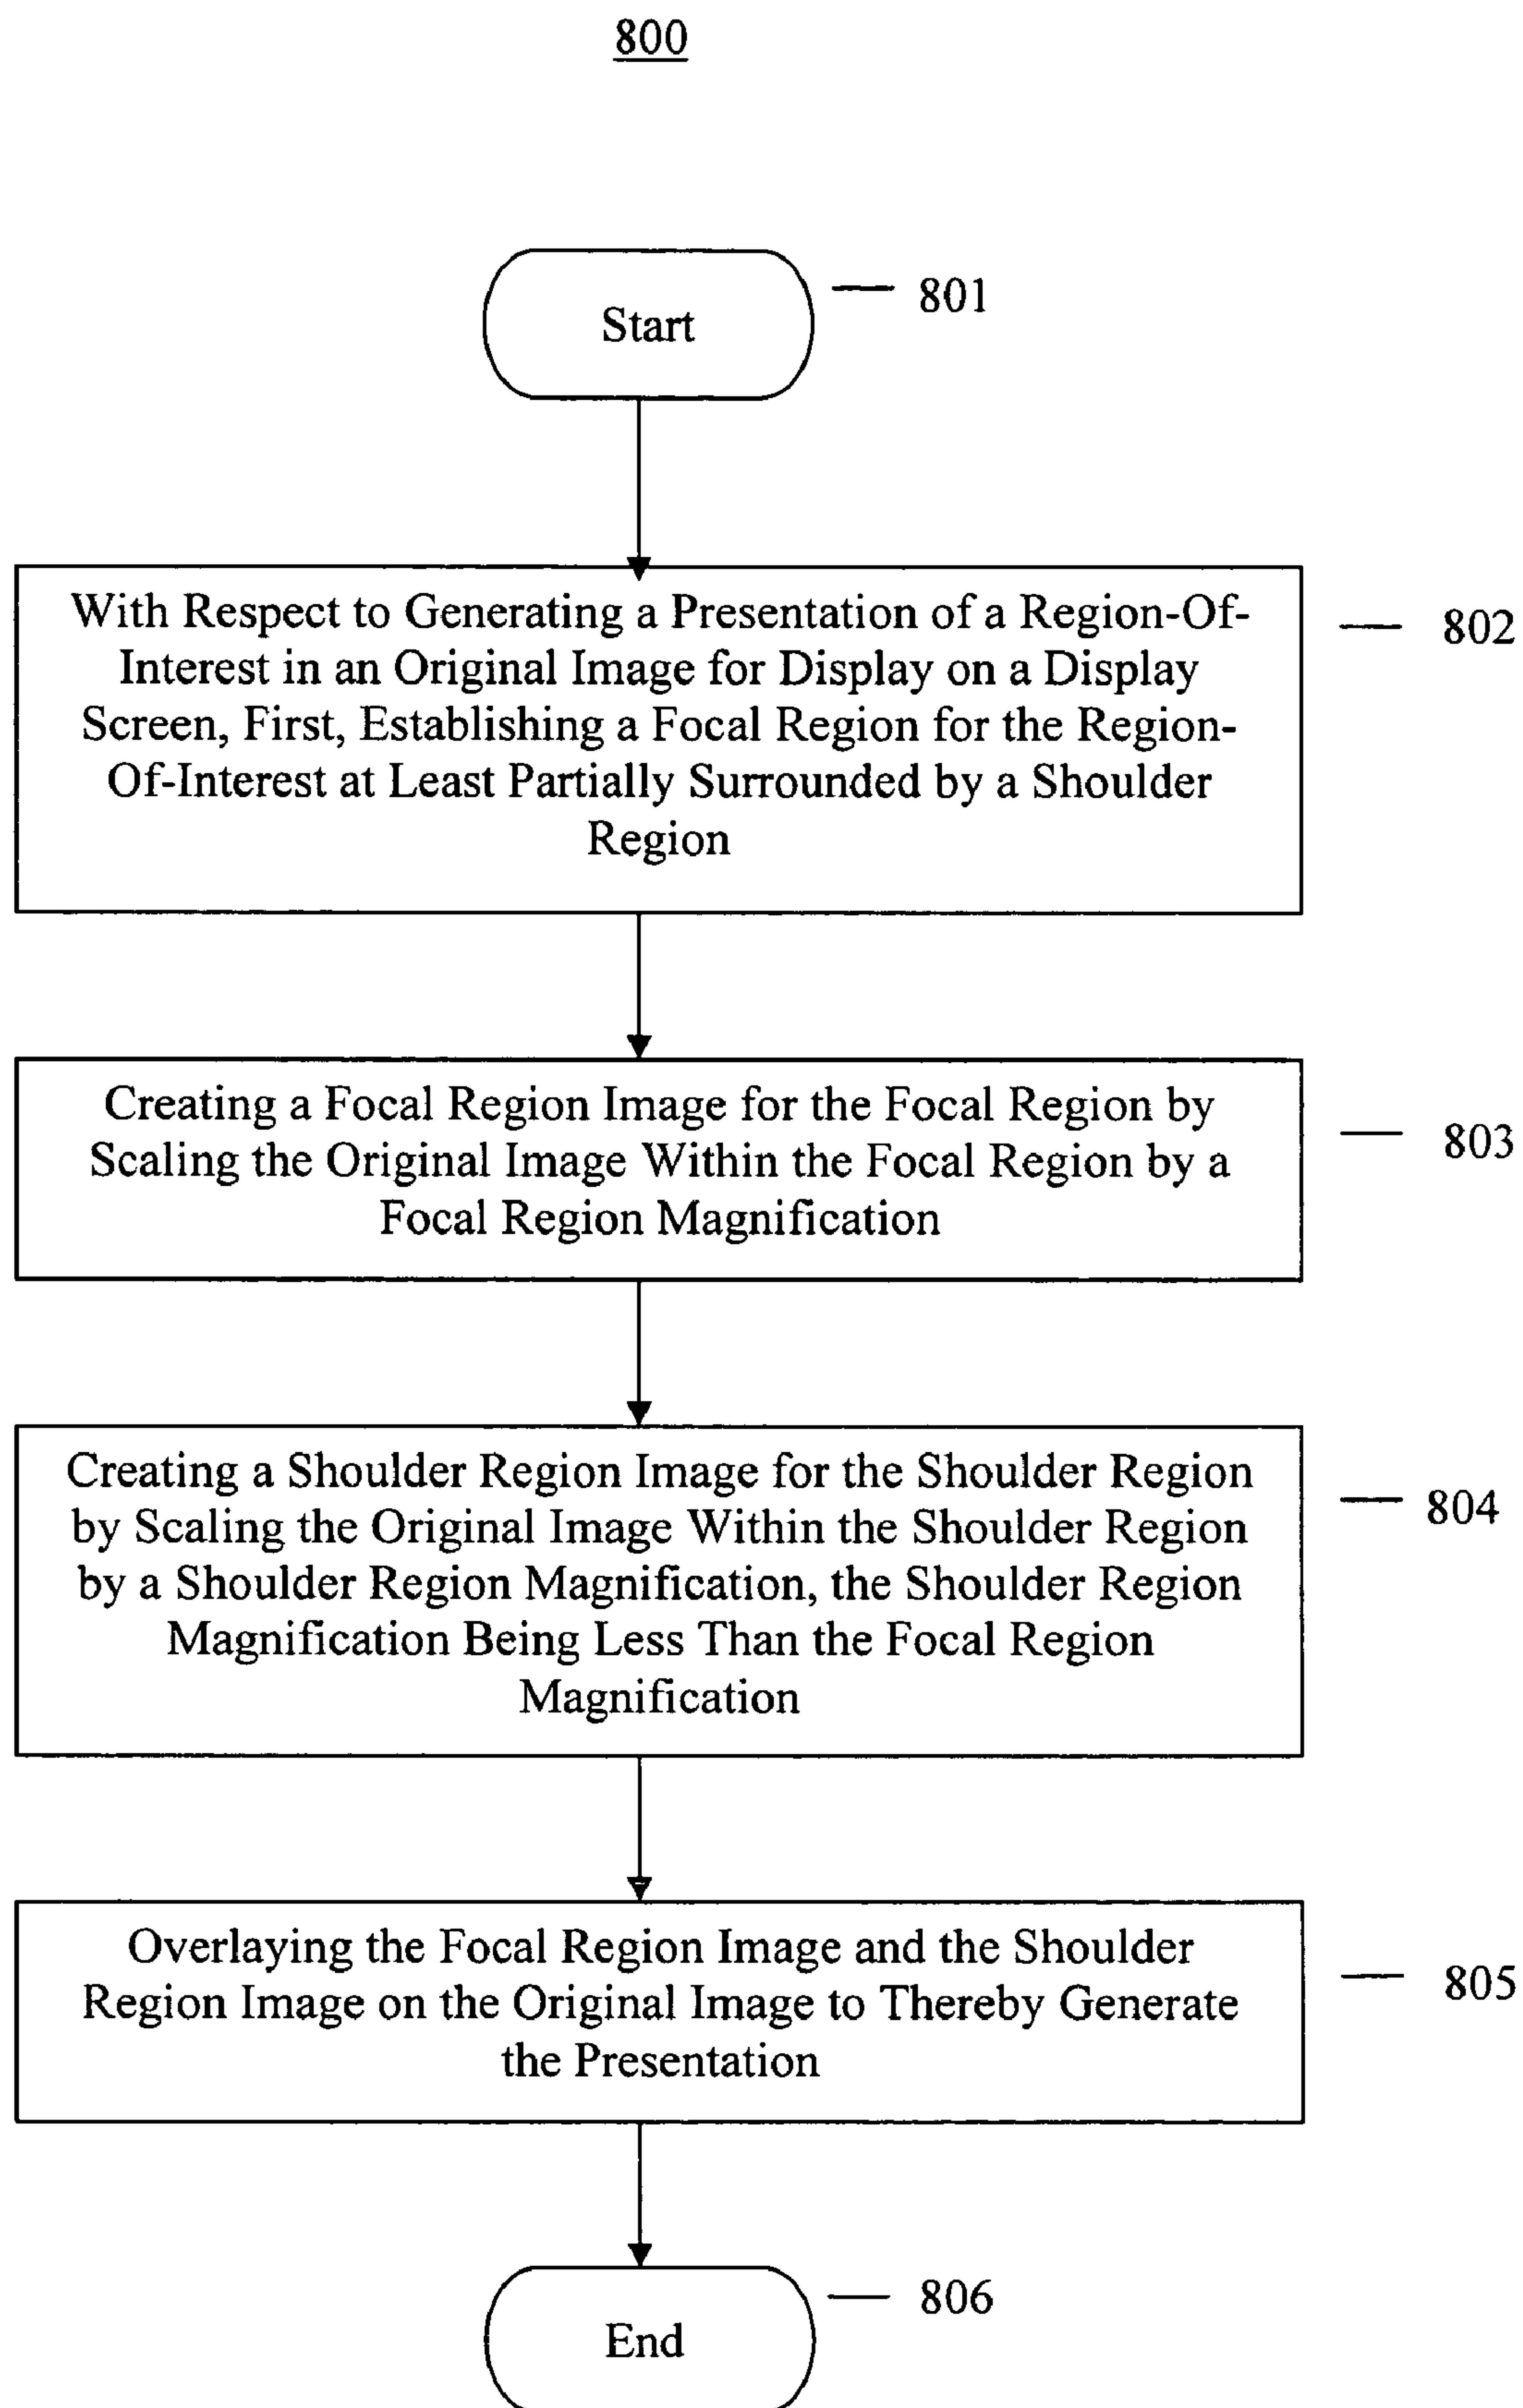 800
Start
801
With Respect to Generating a Presentation of a Region-Of-
Interest in an Original Image for Display on a Display
Screen, First, Establishing a Focal Region for the Region-
Of-Interest at Least Partially Surrounded by a Shoulder
Region
802
Creating a Focal Region Image for the Focal Region by
Scaling the Original Image Within the Focal Region by a
Focal Region Magnification
803
Creating a Shoulder Region Image for the Shoulder Region
by Scaling the Original Image Within the Shoulder Region
by a Shoulder Region Magnification, the Shoulder Region
Magnification Being Less Than the Focal Region
Magnification
804
Overlaying the Focal Region Image and the Shoulder
Region Image on the Original Image to Thereby Generate
the Presentation
805
End
806